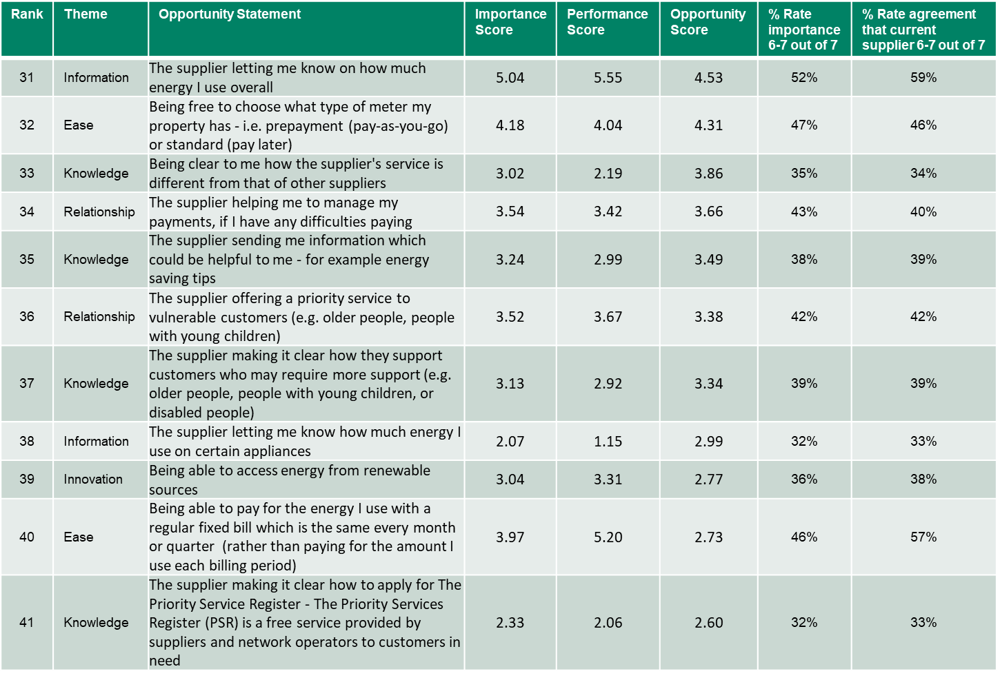 Rank Theme Opportunity Statement Importance Score Performance Score Opportunity Score % Rate importance 6-7 out of 7 % Rate agreement that current supplier 6-7 out of 7
31 Information The supplier letting me know on how much
energy I use overall 5.04 5.55 4.53 52% 59%
32 Ease Being free to choose what type of meter my
property has - i.e. prepayment (pay-as-you-go)
or standard (pay later) 4.18 4.04 4.31 47% 46%
33 Knowledge Being clear to me how the supplier's service is
different from that of other suppliers 3.02 2.19 3.86 35% 34%
34 Relationship The supplier helping me to manage my
payments, if I have any difficulties paying 3.54 3.42 3.66 43% 40%
35 Knowledge The supplier sending me information which
could be helpful to me - for example energy
saving tips 3.24 2.99 3.49 38% 39%
36 Relationship The supplier offering a priority service to
vulnerable customers (e.g. older people, people
with young children) 3.52 3.67 3.38 42% 42%
37 Knowledge The supplier making it clear how they support
customers who may require more support (e.g.
older people, people with young children, or
disabled people) 3.13 2.92 3.34 39% 39%
38 Information The supplier letting me know how much energy I
use on certain appliances 2.07 1.15 2.99 32% 33%
39 Innovation Being able to access energy from renewable
sources 3.04 3.31 2.77 36% 38%
40 Ease Being able to pay for the energy I use with a
regular fixed bill which is the same every month
or quarter (rather than paying for the amount I
use each billing period) 3.97 5.20 2.73 46% 57%
41 Knowledge The supplier making it clear how to apply for The
Priority Service Register - The Priority Services
Register (PSR) is a free service provided by
suppliers and network operators to customers in
need 2.33 2.06 2.60 32% 33%